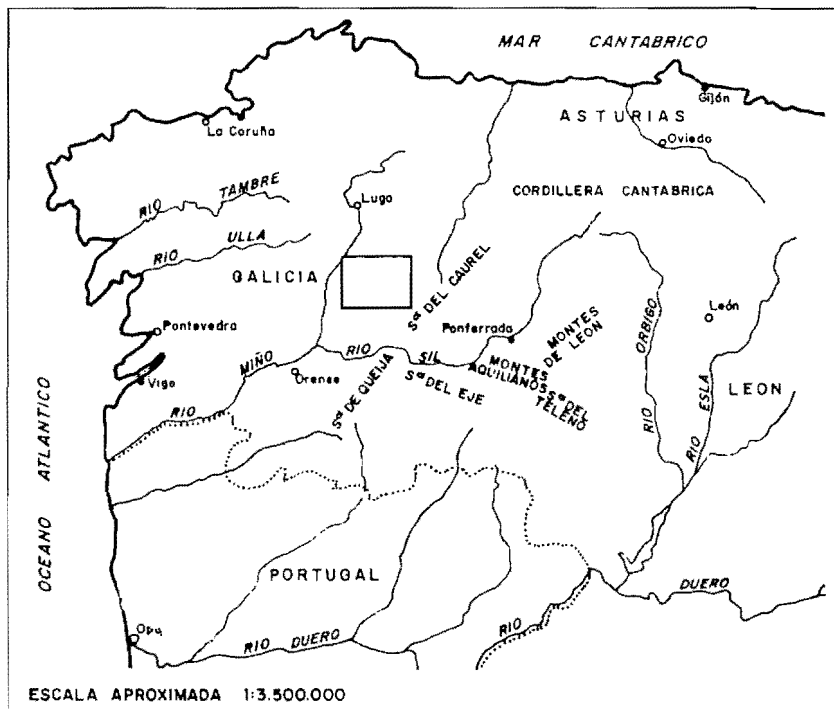 MAR CANTABRICO
Gijón
ASTURIAS
La Coruña
Oviedo
RIO TAMBRE
Lugo
CORDILLERA CANTABRICA
RIO ULLA
GALICIA
Sª DEL CAUREL
León
Pontevedra
Ponferrada
MONTES DE LEON
RIO ORBIGO
RIO ESLA
LEON
Vigo
RIO MIÑO
Orense
RIO SIL
Sª DE QUEIJA
Sª DEL EJE
MONTES AQUILIANOS
Sª DEL TELENO
OCEANO ATLANTICO
PORTUGAL
RIO DUERO
RIO DUERO
ESCALA APROXIMADA 1:3.500.000